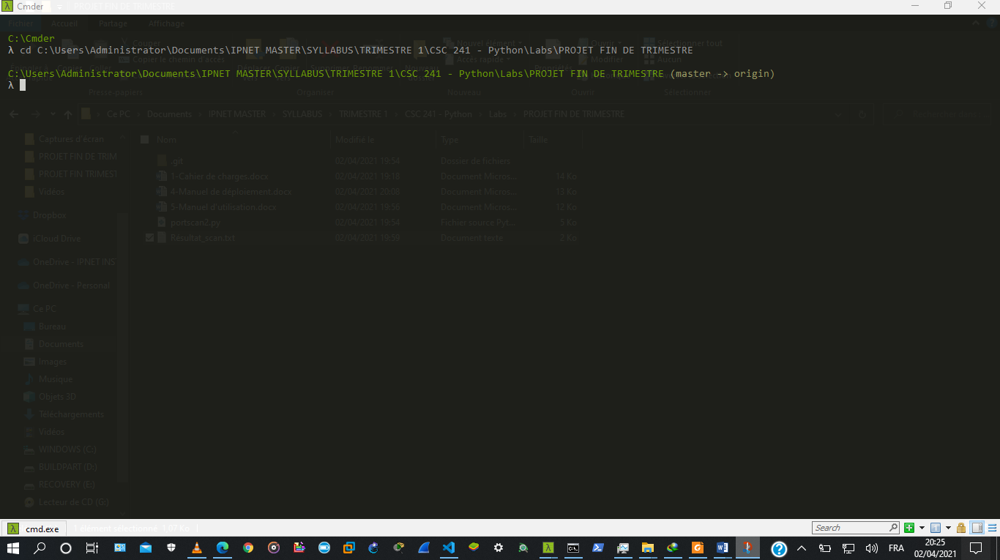 Cmder
PROJET FIN DE TRIMESTRE
Fichier Accueil Partage Affichage
C:\Cmder
λ cd C:\Users\Administrator\Documents\IPNET MASTER\SYLLABUS\TRIMESTRE 1\CSC 241 - Python\Labs\PROJET FIN DE TRIMESTRE
Couper
Copier le chemin d'accès
Nouvel élément
Accès rapide
Ouvrir
Modifier
Sélectionner tout
Aucun
C:\Users\Administrator\Documents\IPNET MASTER\SYLLABUS\TRIMESTRE 1\CSC 241 - Python\Labs\PROJET FIN DE TRIMESTRE (master -> origin)
λ
Presse-papiers Organiser Nouveau Ouvrir Sélectionner
Ce PC Documents IPNET MASTER SYLLABUS TRIMESTRE 1 CSC 241 - Python Labs PROJET FIN DE TRIMESTRE
Rechercher dans
Nom Modifié le Type Taille
.git 02/04/2021 19:54 Dossier de fichiers
1-Cahier de charges.docx 02/04/2021 19:18 Document Micros... 14 Ko
4-Manuel de déploiement.docx 02/04/2021 20:08 Document Micros... 13 Ko
5-Manuel d'utilisation.docx 02/04/2021 19:56 Document Micros... 12 Ko
portscan2.py 02/04/2021 19:54 Fichier source Pyt... 5 Ko
Résultat_scan.txt 02/04/2021 19:59 Document texte 2 Ko
Captures d'écran
PROJET FIN DE TRIM
PROJET FIN TRIMEST
Vidéos
Dropbox
iCloud Drive
OneDrive - IPNET INS
OneDrive - Personal
Ce PC
Bureau
Documents
Images
Musique
Objets 3D
Téléchargements
Vidéos
WINDOWS (C:)
BUILDPART (D:)
RECOVERY (E:)
Lecteur de CD (G:)
cmd.exe
1 élément sélectionné 1,07 Ko
Search
FRA
20:25
02/04/2021